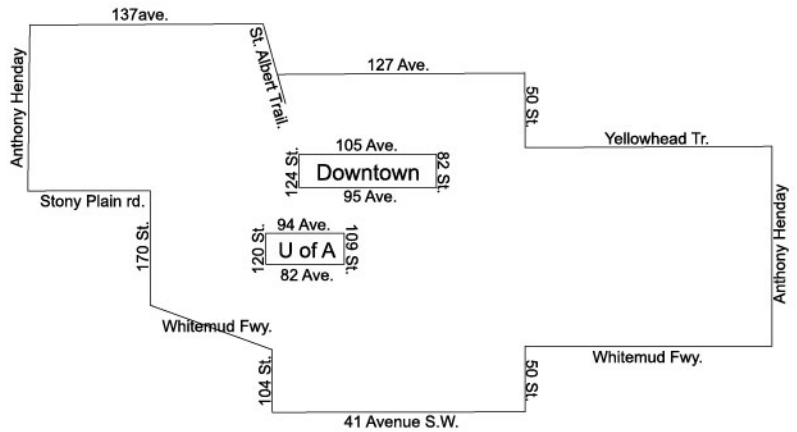 137ave.
St. Albert Trail.
127 Ave.
50 St.
Anthony Henday
Yellowhead Tr.
105 Ave.
124 St.
Downtown
82 St.
95 Ave.
Stony Plain rd.
94 Ave.
120 St.
U of A
109 St.
82 Ave.
170 St.
Anthony Henday
Whitemud Fwy.
104 St.
50 St.
Whitemud Fwy.
41 Avenue S.W.